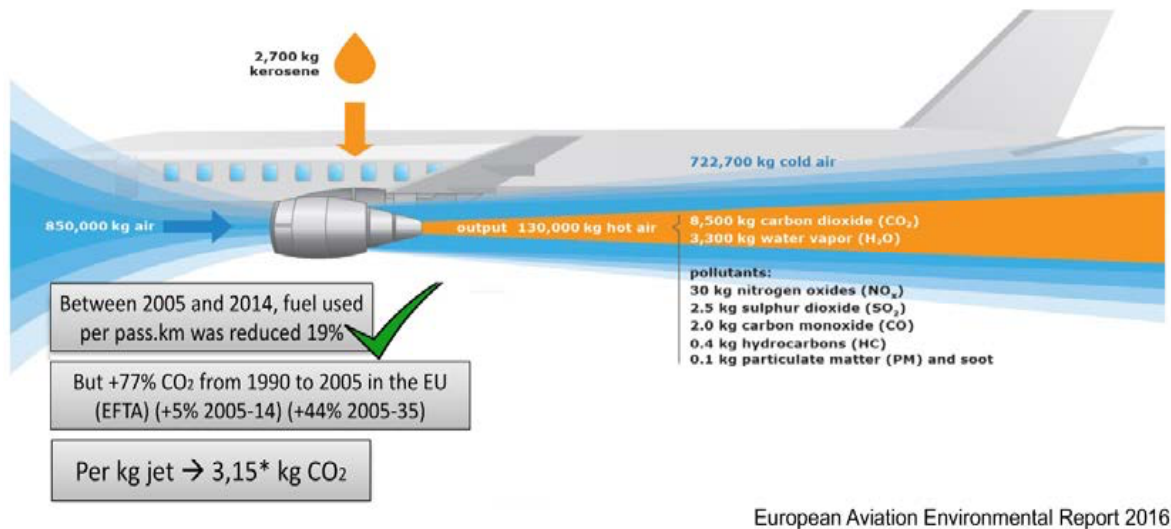 2,700 kg
kerosene
722,700 kg cold air
850,000 kg air
output 130,000 kg hot air
8,500 kg carbon dioxide (CO₂)
3,300 kg water vapor (H₂O)
pollutants:
30 kg nitrogen oxides (NOₓ)
2.5 kg sulphur dioxide (SO₂)
2.0 kg carbon monoxide (CO)
0.4 kg hydrocarbons (HC)
0.1 kg particulate matter (PM) and soot
Between 2005 and 2014, fuel used
per pass.km was reduced 19%
But +77% CO₂ from 1990 to 2005 in the EU
(EFTA) (+5% 2005-14) (+44% 2005-35)
Per kg jet → 3,15* kg CO₂
European Aviation Environmental Report 2016